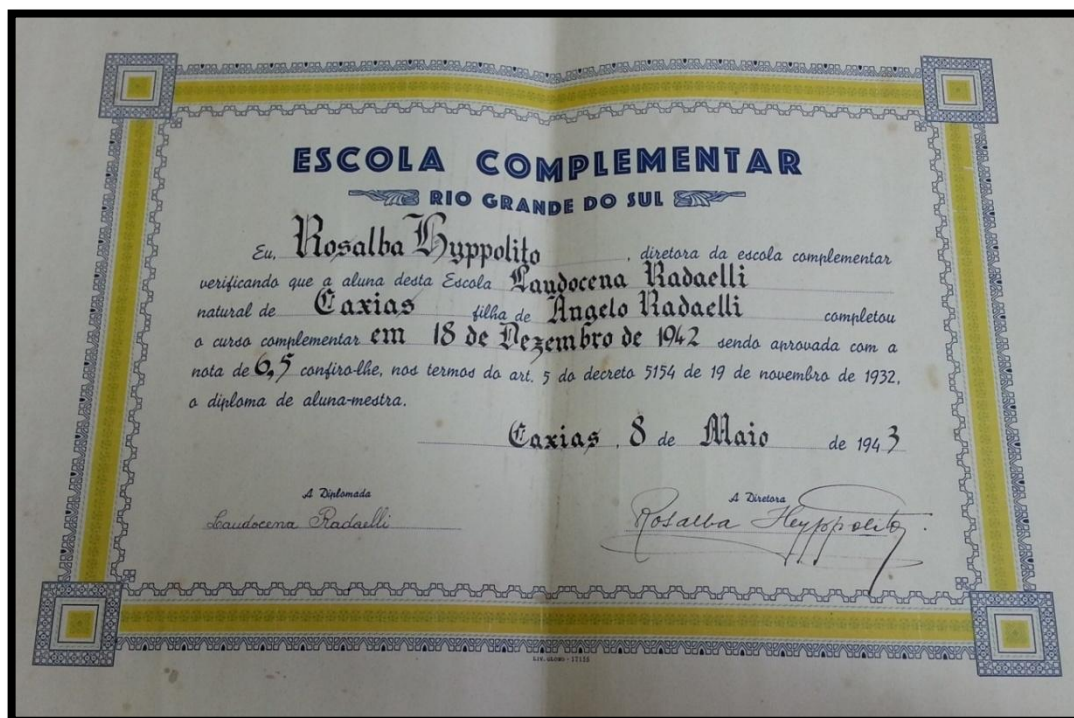 ESCOLA COMPLEMENTAR
RIO GRANDE DO SUL
Eu, Rosalba Hyppolito, diretora da escola complementar
verificando que a aluna desta Escola Laudocena Radaelli
natural de Caxias filha de Angelo Radaelli completou
o curso complementar em 18 de Dezembro de 1942 sendo aprovada com a
nota de 6,5 confiro-lhe, nos termos do art. 5 do decreto 5154 de 19 de novembro de 1932,
o diploma de aluna-mestra.
Caxias, 8 de Maio de 1943
A Diplomada
Laudocena Radaelli
A Diretora
Rosalba Hyppolito
LIV. GLOBO - 17155